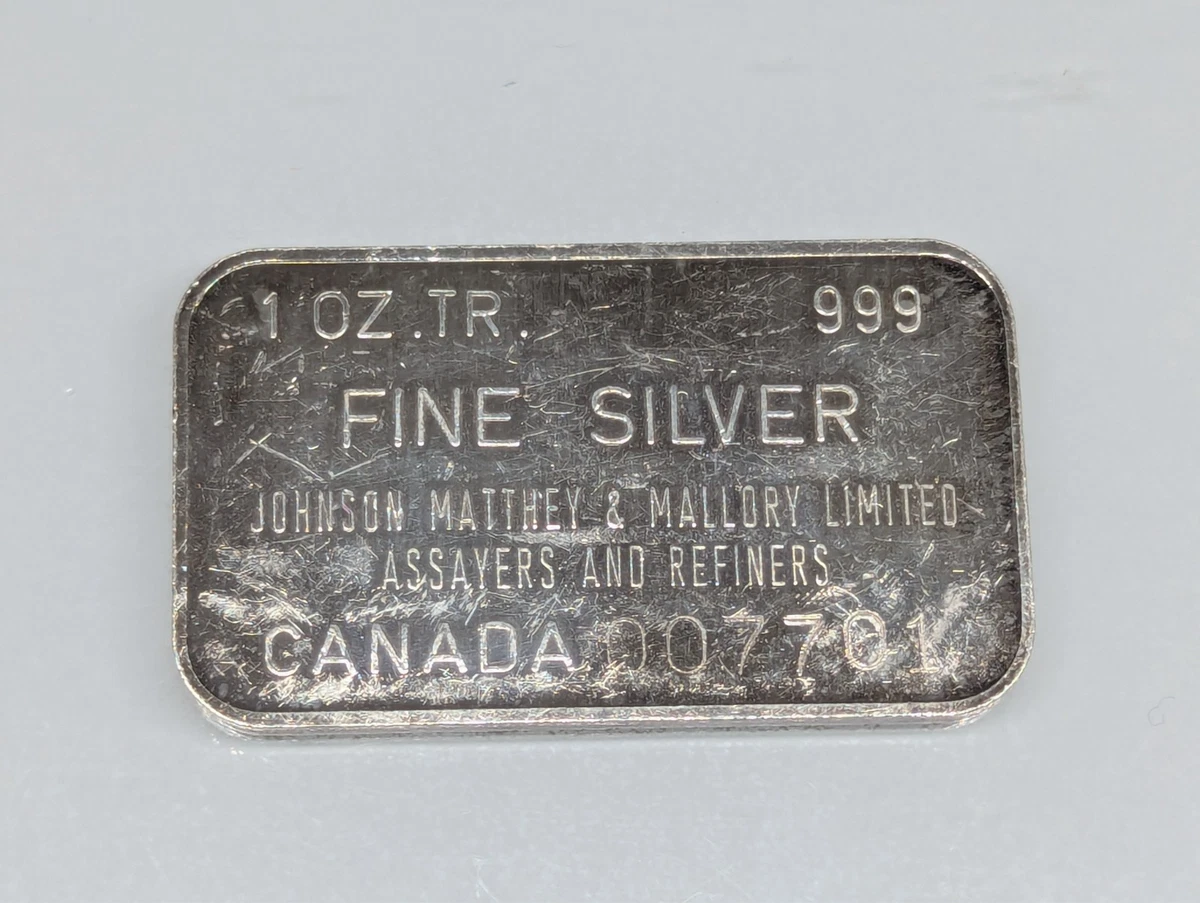 1 OZ.TR. 999
FINE SILVER
JOHNSON MATTHEY & MALLORY LIMITED
ASSAYERS AND REFINERS
CANADA 007701